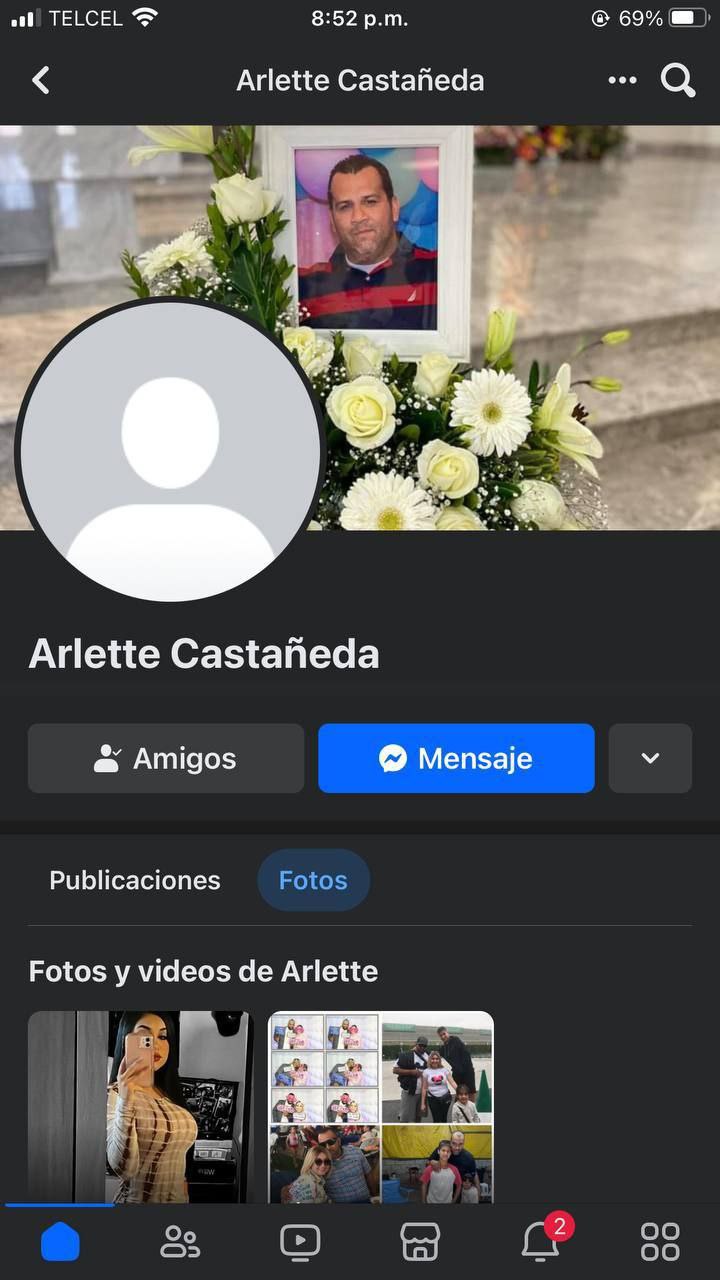 TELCEL 8:52 p.m. 69%
Arlette Castañeda
Arlette Castañeda
Amigos Mensaje
Publicaciones Fotos
Fotos y videos de Arlette
2